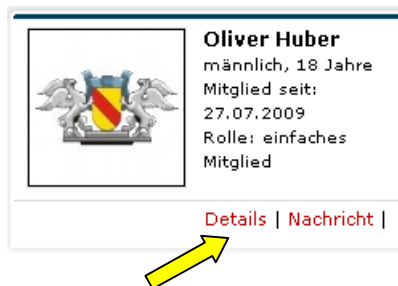 Oliver Huber
männlich, 18 Jahre
Mitglied seit:
27.07.2009
Rolle: einfaches
Mitglied
Details | Nachricht |